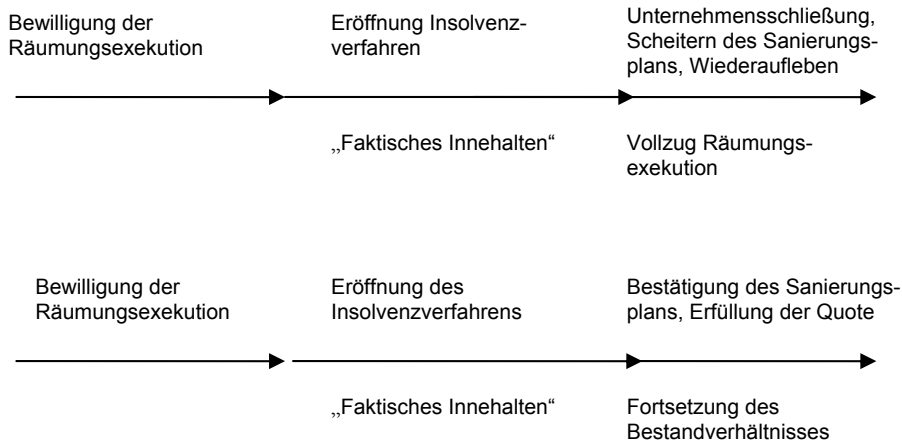 Bewilligung der
Räumungsexekution
Eröffnung Insolvenz-
verfahren
Unternehmensschließung,
Scheitern des Sanierungs-
plans, Wiederaufleben
„Faktisches Innehalten“
Vollzug Räumungs-
exekution
Bewilligung der
Räumungsexekution
Eröffnung des
Insolvenzverfahrens
Bestätigung des Sanierungs-
plans, Erfüllung der Quote
„Faktisches Innehalten“
Fortsetzung des
Bestandverhältnisses